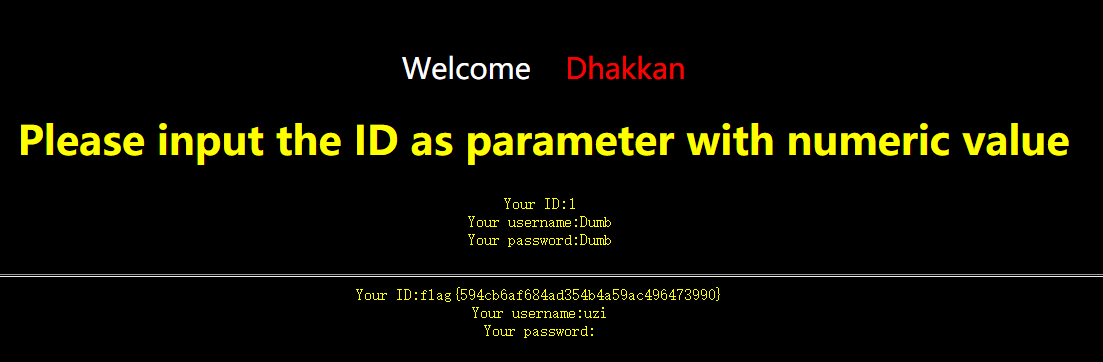 Welcome Dhakkan
Please input the ID as parameter with numeric value
Your ID:1
Your username:Dumb
Your password:Dumb
Your ID:flag{594cb6af684ad354b4a59ac496473990}
Your username:uzi
Your password: